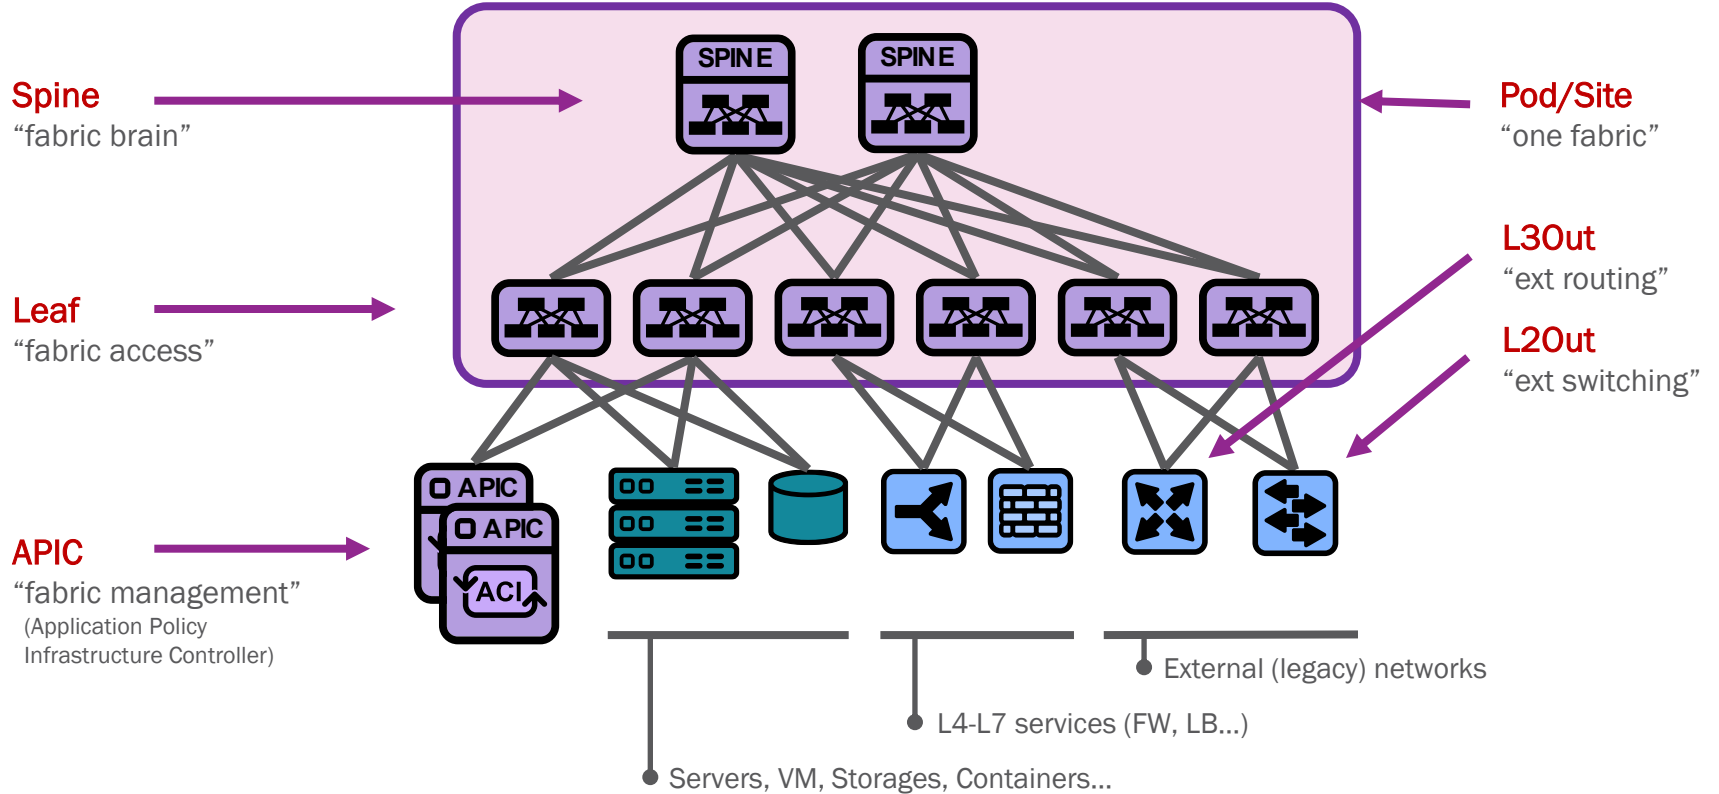 SPINE
SPINE
Spine
“fabric brain”
Pod/Site
“one fabric”
L3Out
“ext routing”
Leaf
“fabric access”
L2Out
“ext switching”
APIC
APIC
ACI
APIC
“fabric management”
(Application Policy
Infrastructure Controller)
External (legacy) networks
L4-L7 services (FW, LB...)
Servers, VM, Storages, Containers...